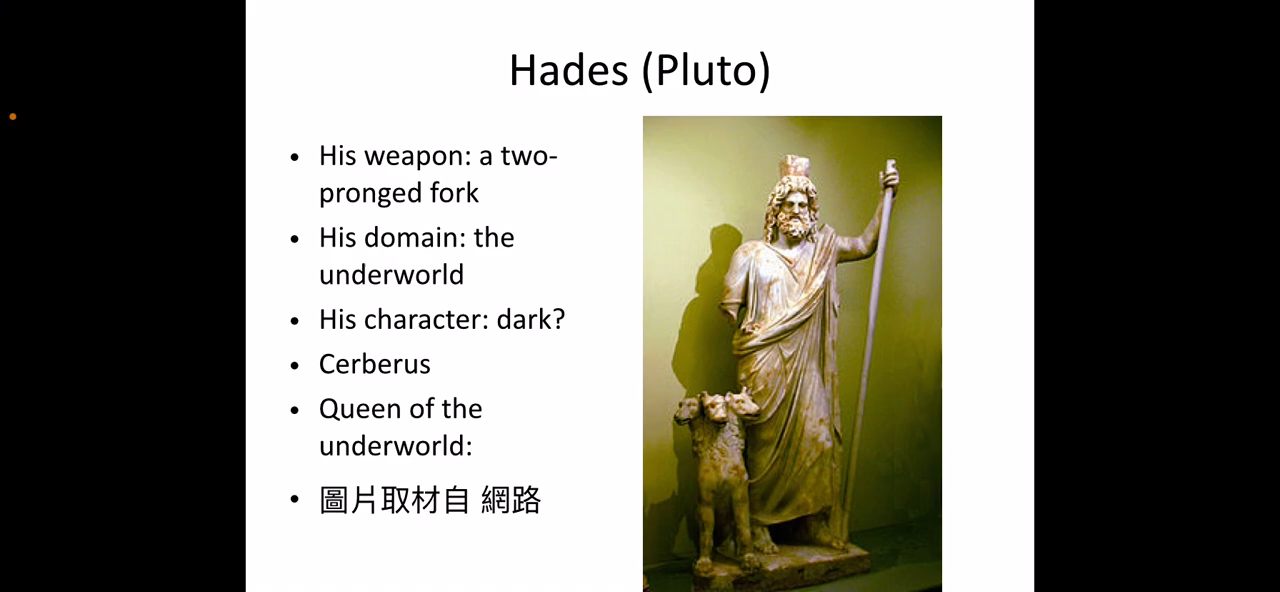 Hades (Pluto)
• His weapon: a two-
pronged fork
• His domain: the
underworld
• His character: dark?
• Cerberus
• Queen of the
underworld:
• 圖片取材自 網路